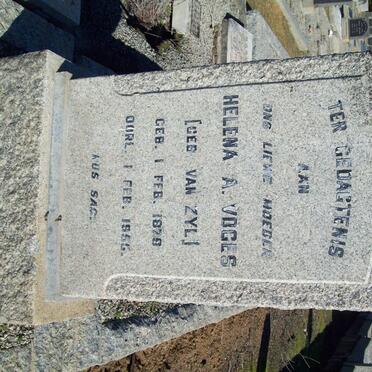 TER GEDAGTENIS
AAN
ONS LIEWE MOEDER
HELENA A. VOGES
[GEB VAN ZYL]
GEB. 1 FEB. 1879
OORL. 1 FEB. 1956.
RUS SAG.